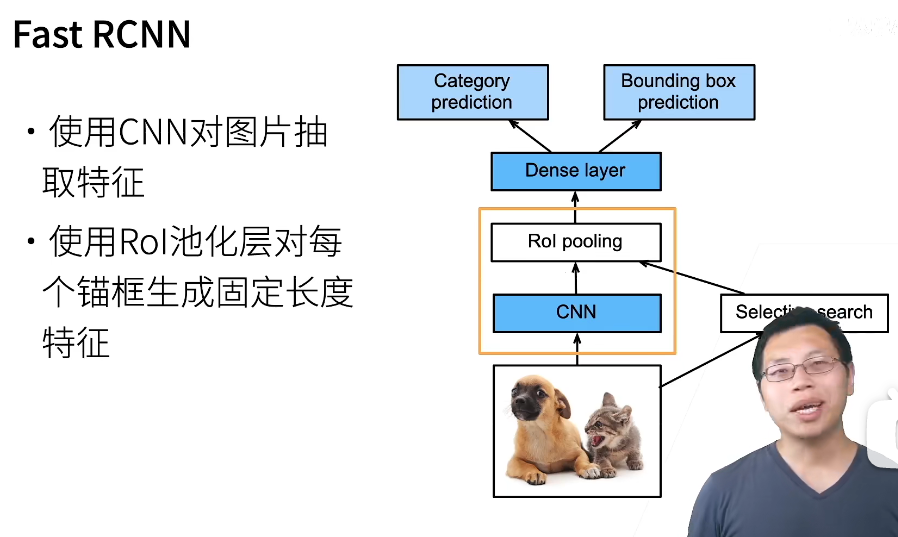 Fast RCNN
• 使用CNN对图片抽
取特征
• 使用RoI池化层对每
个锚框生成固定长度
特征
Category
prediction
Bounding box
prediction
Dense layer
RoI pooling
CNN
Selective search